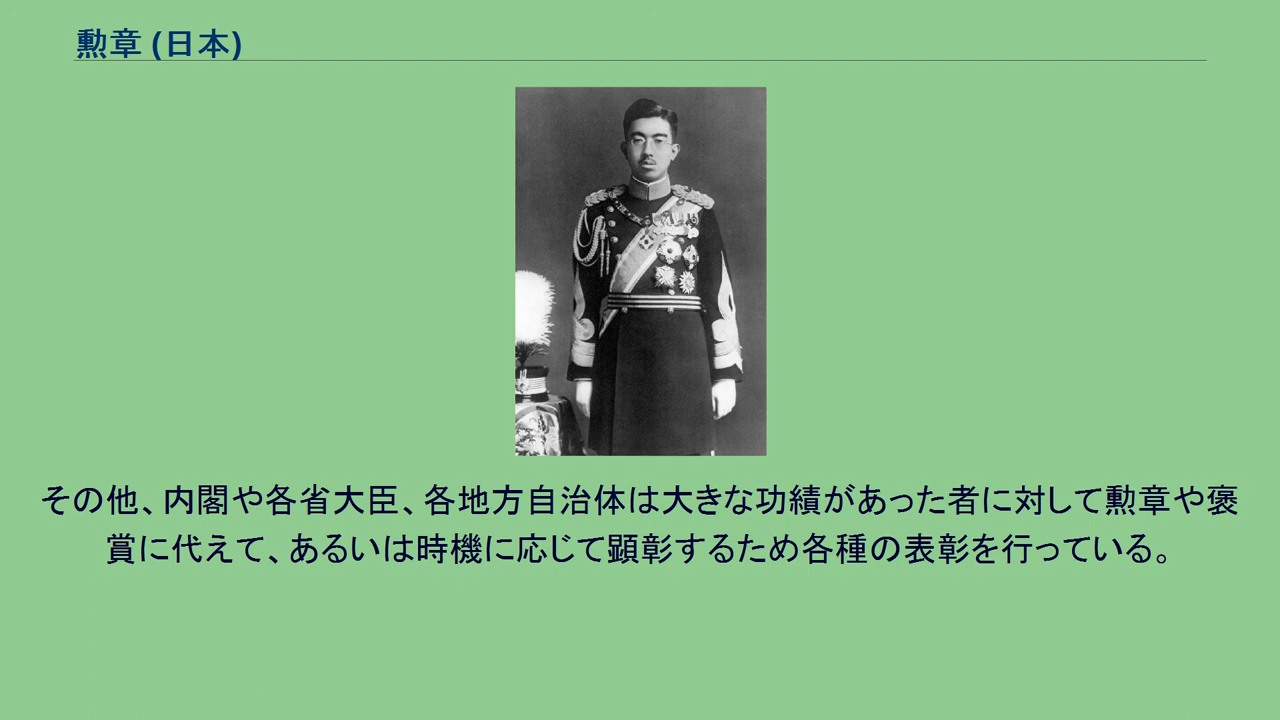 勲章 (日本)
その他、内閣や各省大臣、各地方自治体は大きな功績があった者に対して勲章や褒
賞に代えて、あるいは時機に応じて顕彰するため各種の表彰を行っている。